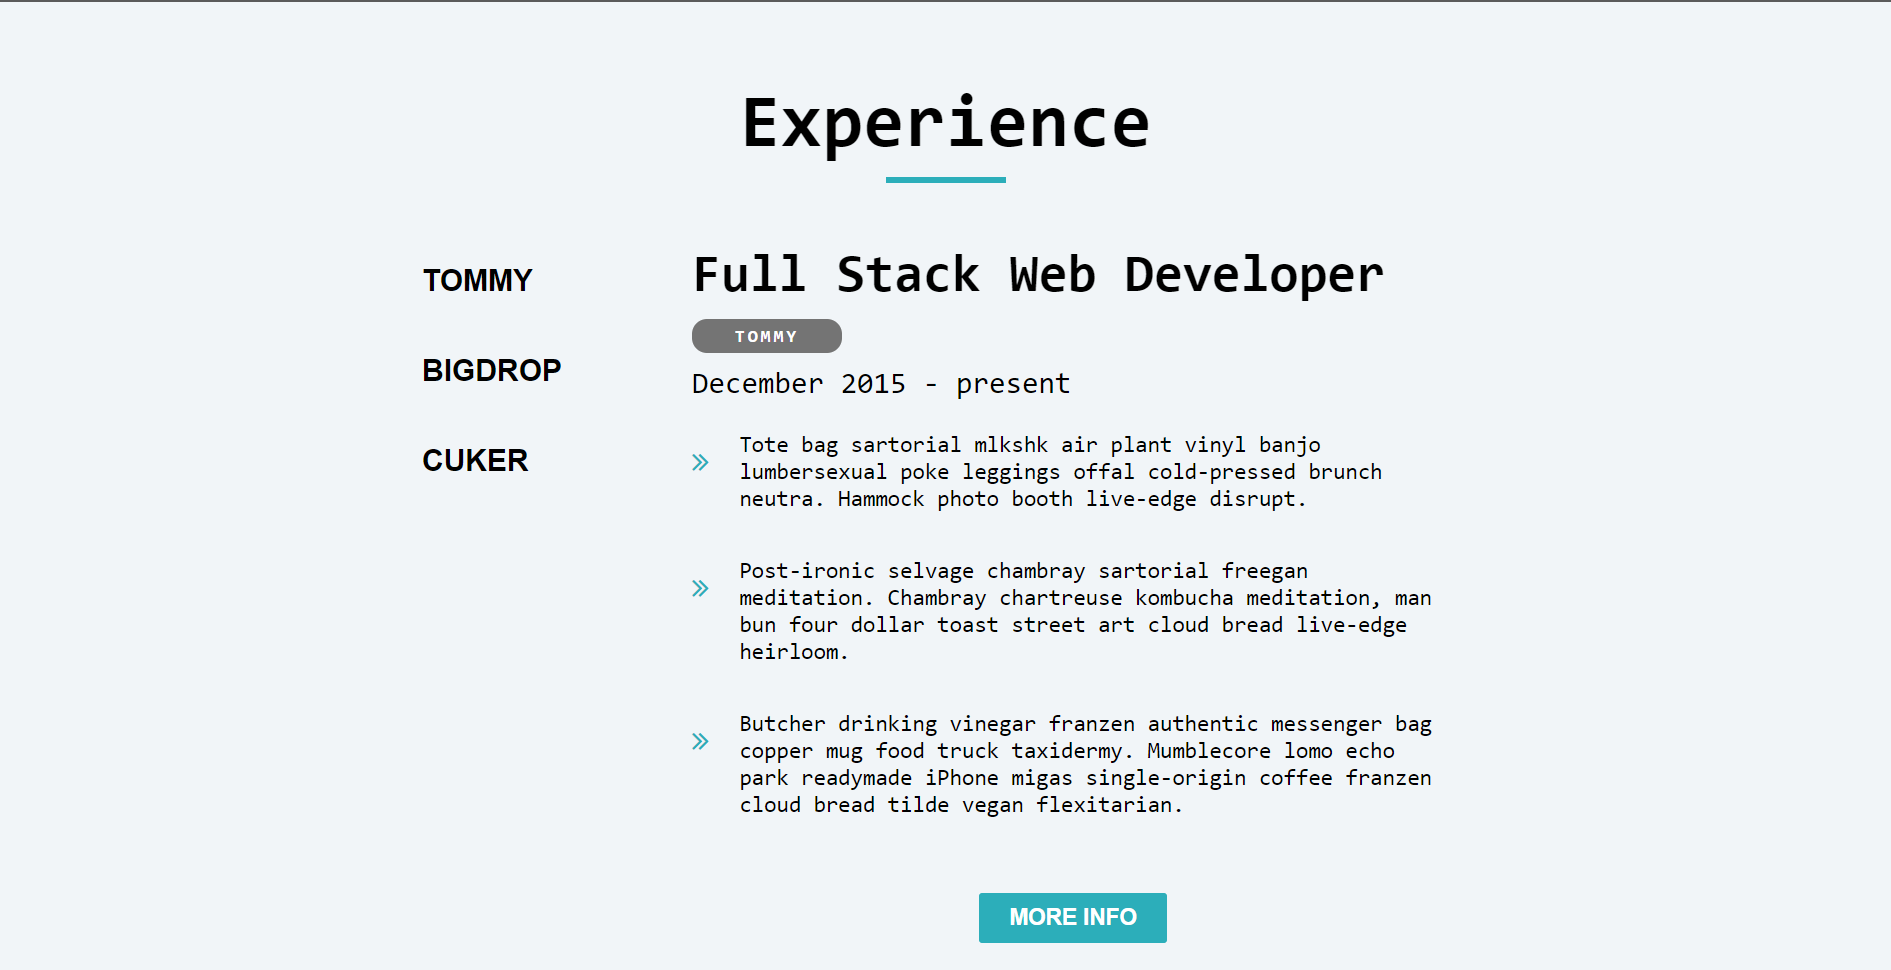 Experience
TOMMY
BIGDROP
CUKER
Full Stack Web Developer
TOMMY
December 2015 - present
Tote bag sartorial mlkshk air plant vinyl banjo
lumbersexual poke leggings offal cold-pressed brunch
neutra. Hammock photo booth live-edge disrupt.
Post-ironic selvage chambray sartorial freegan
meditation. Chambray chartreuse kombucha meditation, man
bun four dollar toast street art cloud bread live-edge
heirloom.
Butcher drinking vinegar franzen authentic messenger bag
copper mug food truck taxidermy. Mumblecore lomo echo
park readymade iPhone migas single-origin coffee franzen
cloud bread tilde vegan flexitarian.
MORE INFO